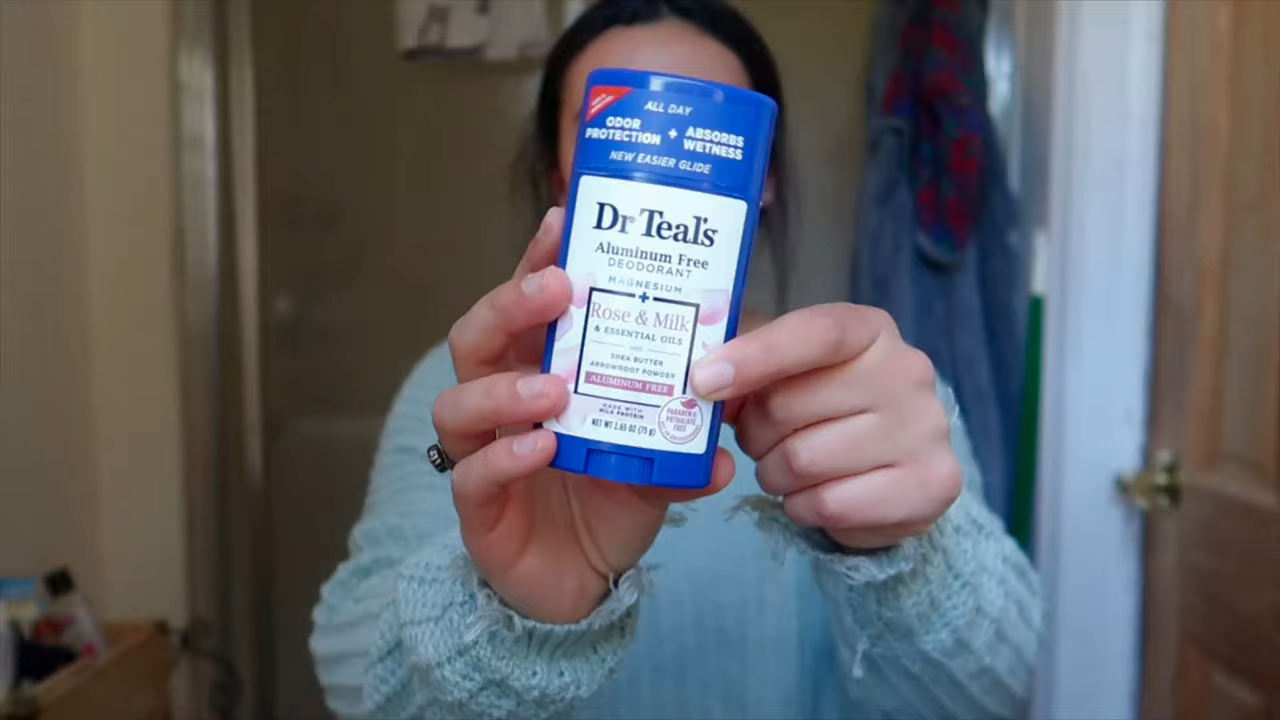 ALL DAY
ODOR PROTECTION + ABSORBS WETNESS
NEW EASIER GLIDE
Dr Teal's
Aluminum Free
DEODORANT
MAGNESIUM
+
Rose & Milk
& ESSENTIAL OILS
with
SHEA BUTTER
ARROWROOT POWDER
ALUMINUM FREE
MADE WITH
MILK PROTEIN
NET WT 2.65 OZ (75 g)
PARABEN &
PHTHALATE
FREE